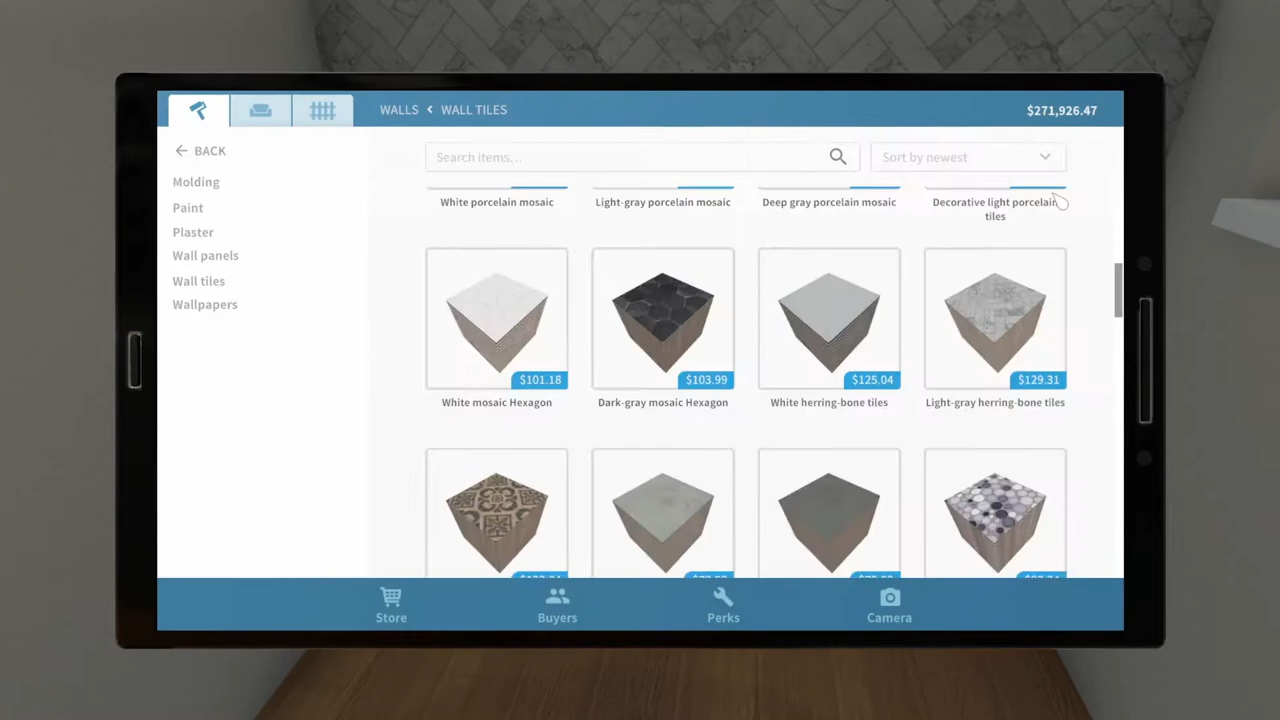 WALLS < WALL TILES
$271,926.47
BACK
Search items...
Sort by newest
Molding
Paint
Plaster
Wall panels
Wall tiles
Wallpapers
White porcelain mosaic
Light-gray porcelain mosaic
Deep gray porcelain mosaic
Decorative light porcelain
tiles
$101.18
$103.99
$125.04
$129.31
White mosaic Hexagon
Dark-gray mosaic Hexagon
White herring-bone tiles
Light-gray herring-bone tiles
Store
Buyers
Perks
Camera